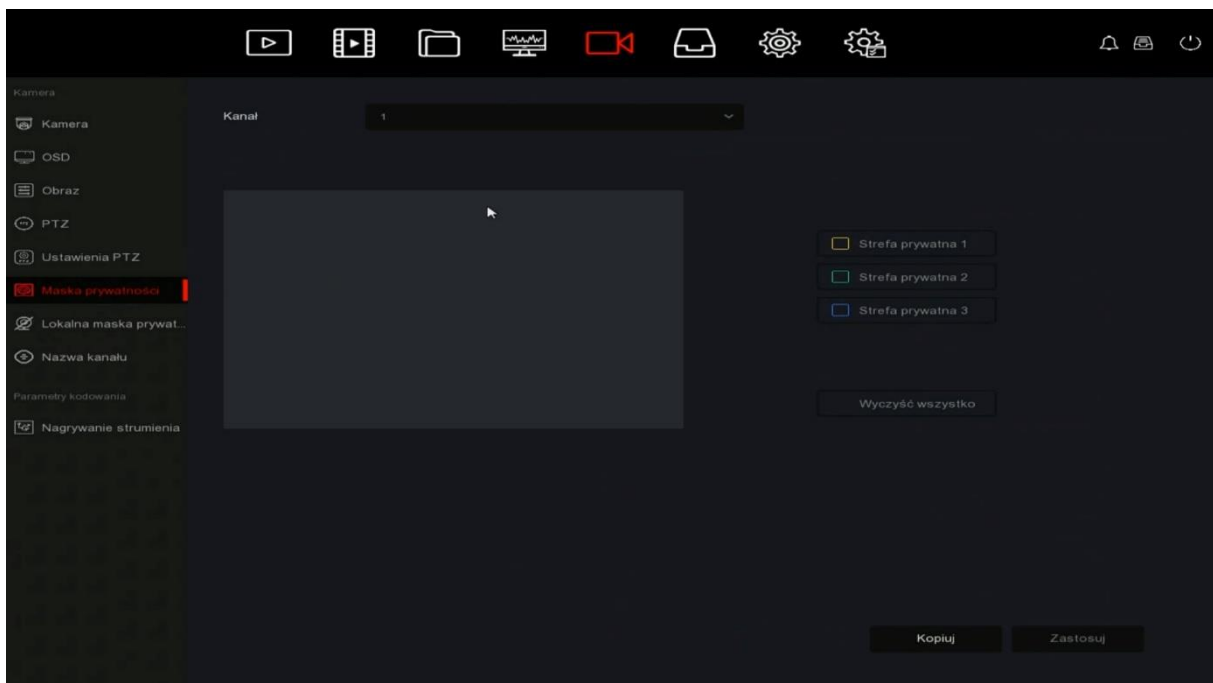 Kamera
Kamera
OSD
Obraz
PTZ
Ustawienia PTZ
Maska prywatności
Lokalna maska prywat...
Nazwa kanału
Parametry kodowania
Nagrywanie strumienia
Kanał
1
Strefa prywatna 1
Strefa prywatna 2
Strefa prywatna 3
Wyczyść wszystko
Kopiuj
Zastosuj